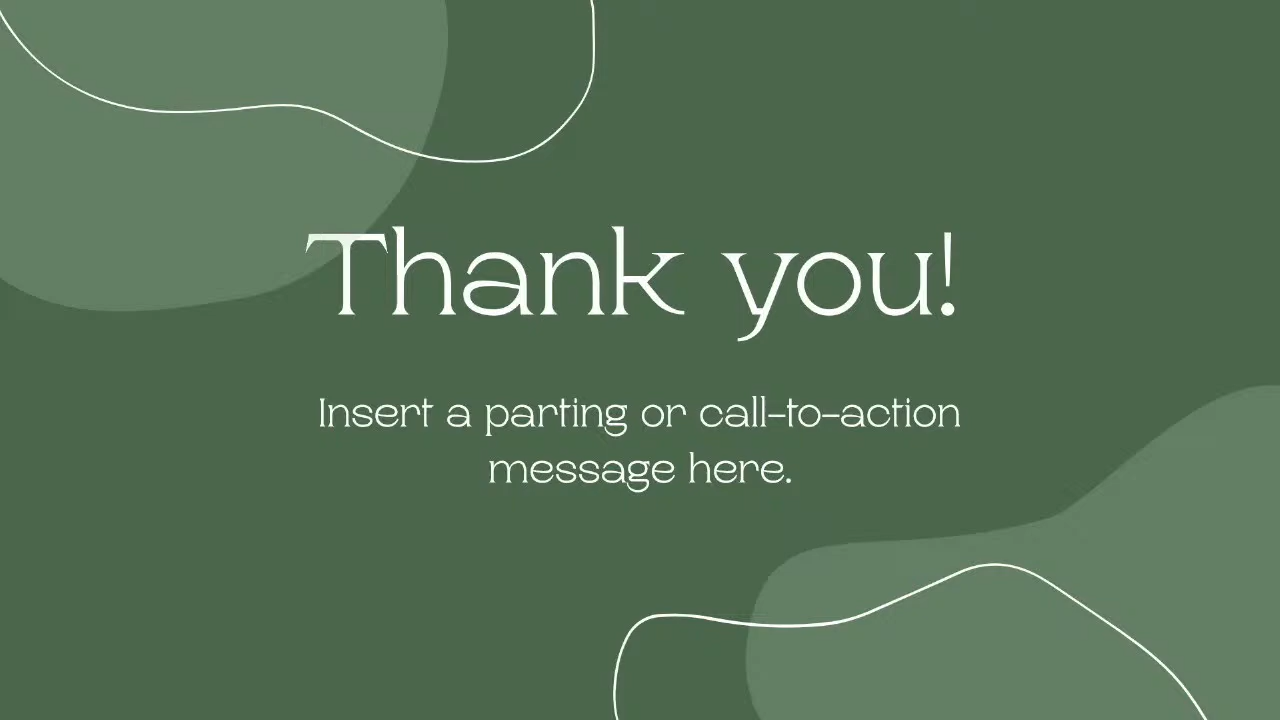 Thank you!
Insert a parting or call-to-action
message here.